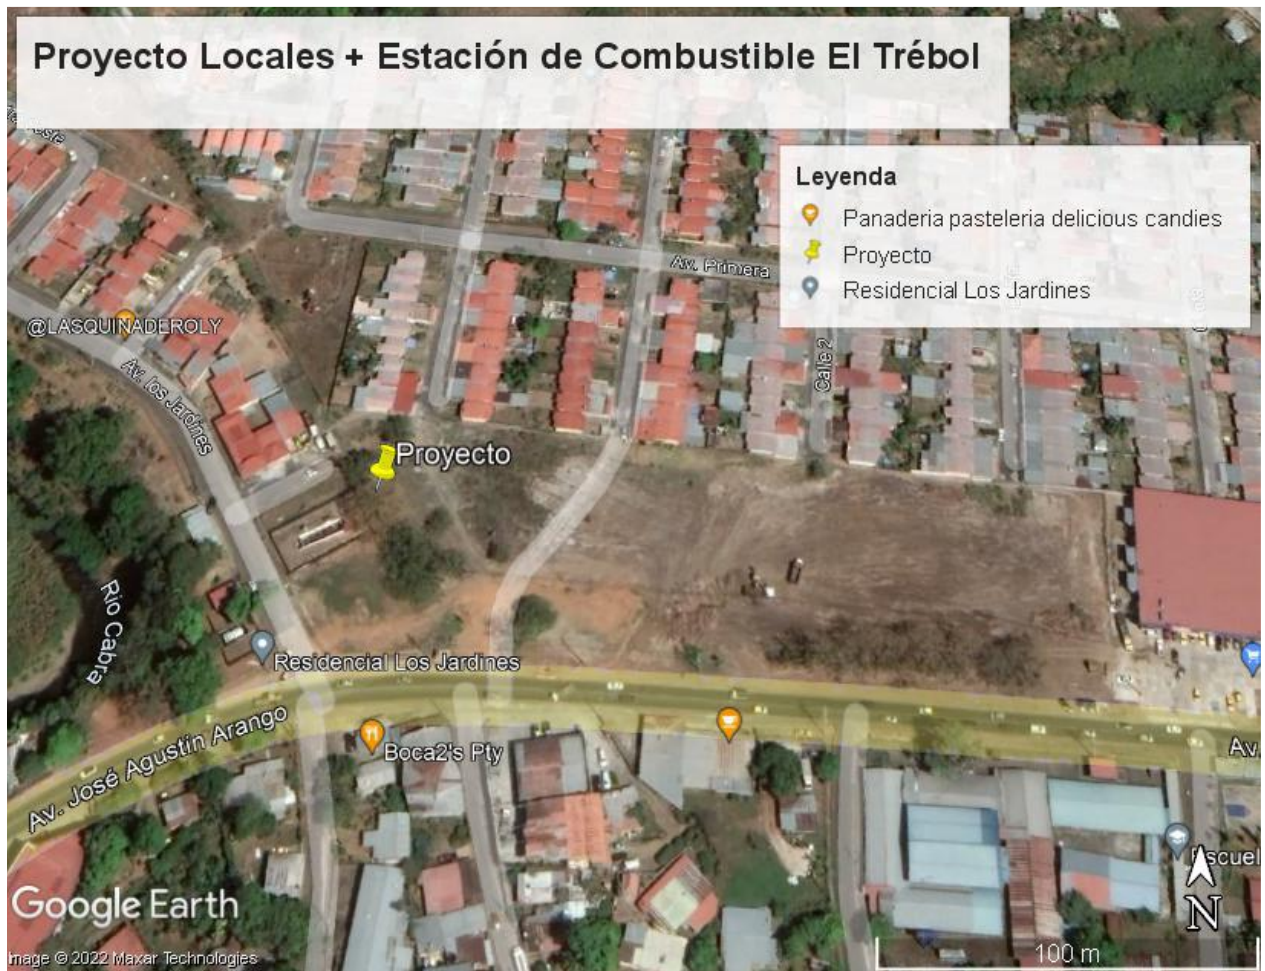 Proyecto Locales + Estación de Combustible El Trébol
Leyenda
Panaderia pasteleria delicious candies
Proyecto
Residencial Los Jardines
Av. Primera
@LASQUINADEROLY
Av. los Jardines
Calle 2
Proyecto
Rio Cabra
Residencial Los Jardines
Av. José Agustín Arango
Boca2's Pty
Av.
Escuel
N
Google Earth
100 m
Image © 2022 Maxar Technologies